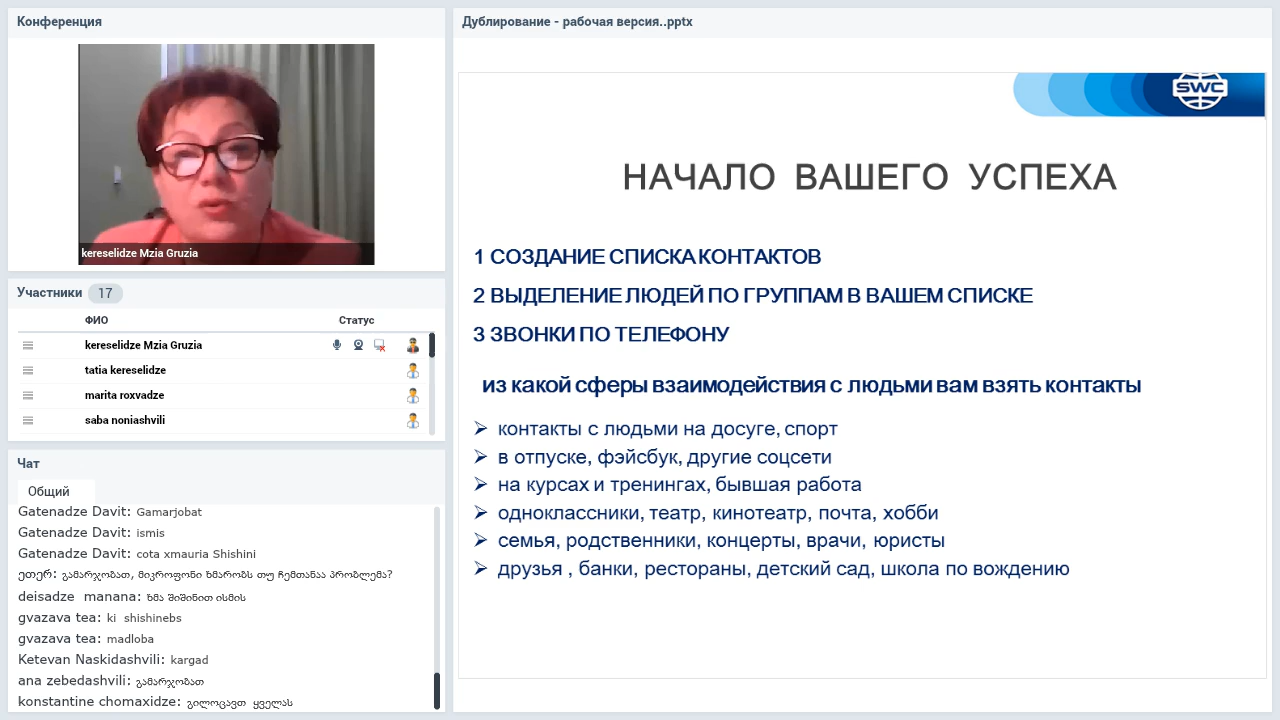 Конференция
kereselidze Mzia Gruzia
Участники 17
ФИО Статус
kereselidze Mzia Gruzia
tatia kereselidze
marita roxvadze
saba noniashvili
Чат
Общий
Gatenadze Davit: Gamarjobat
Gatenadze Davit: ismis
Gatenadze Davit: cota xmauria Shishini
ეთერ: გამარჯობათ, მიკროფონი ხმარობს თუ ჩემთანაა პრობლემა?
deisadze manana: ხმა შიშინით ისმის
gvazava tea: ki shishinebs
gvazava tea: madloba
Ketevan Naskidashvili: kargad
ana zebedashvili: გამარჯობათ
konstantine chomaxidze: გილოცავთ ყველას
Дублирование - рабочая версия..pptx
SWC
НАЧАЛО ВАШЕГО УСПЕХА
1 СОЗДАНИЕ СПИСКА КОНТАКТОВ
2 ВЫДЕЛЕНИЕ ЛЮДЕЙ ПО ГРУППАМ В ВАШЕМ СПИСКЕ
3 ЗВОНКИ ПО ТЕЛЕФОНУ
из какой сферы взаимодействия с людьми вам взять контакты
контакты с людьми на досуге, спорт
в отпуске, фэйсбук, другие соцсети
на курсах и тренингах, бывшая работа
одноклассники, театр, кинотеатр, почта, хобби
семья, родственники, концерты, врачи, юристы
друзья , банки, рестораны, детский сад, школа по вождению